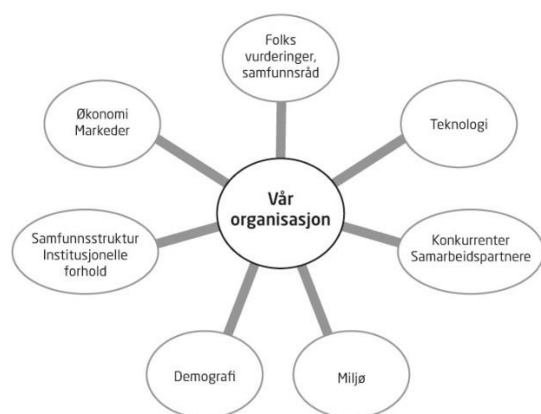 Folks
vurderinger,
samfunnsråd
Økonomi
Markeder
Teknologi
Vår
organisasjon
Samfunnsstruktur
Institusjonelle
forhold
Konkurrenter
Samarbeidspartnere
Demografi
Miljø